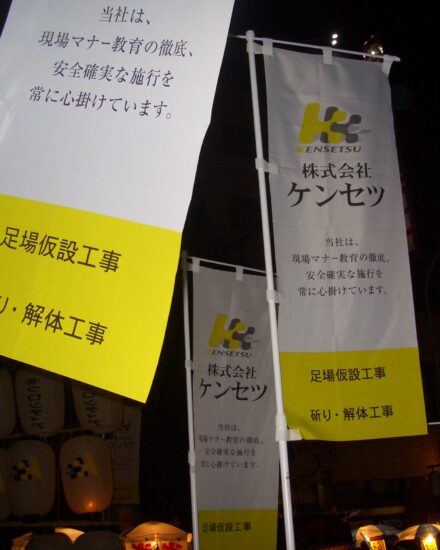 当社は、
現場マナー教育の徹底、
安全確実な施行を
常に心掛けています。
足場仮設工事
り・解体工事
KENSETSU
株式会社
ケンセツ
当社は、
現場マナー教育の徹底、
安全確実な施行を
常に心掛けています。
足場仮設工事
斫り・解体工事
KENSETSU
株式会社
ケンセツ
当社は、
現場マナー教育の徹底、
安全確実な施行を
常に心掛けています。
足場仮設工事